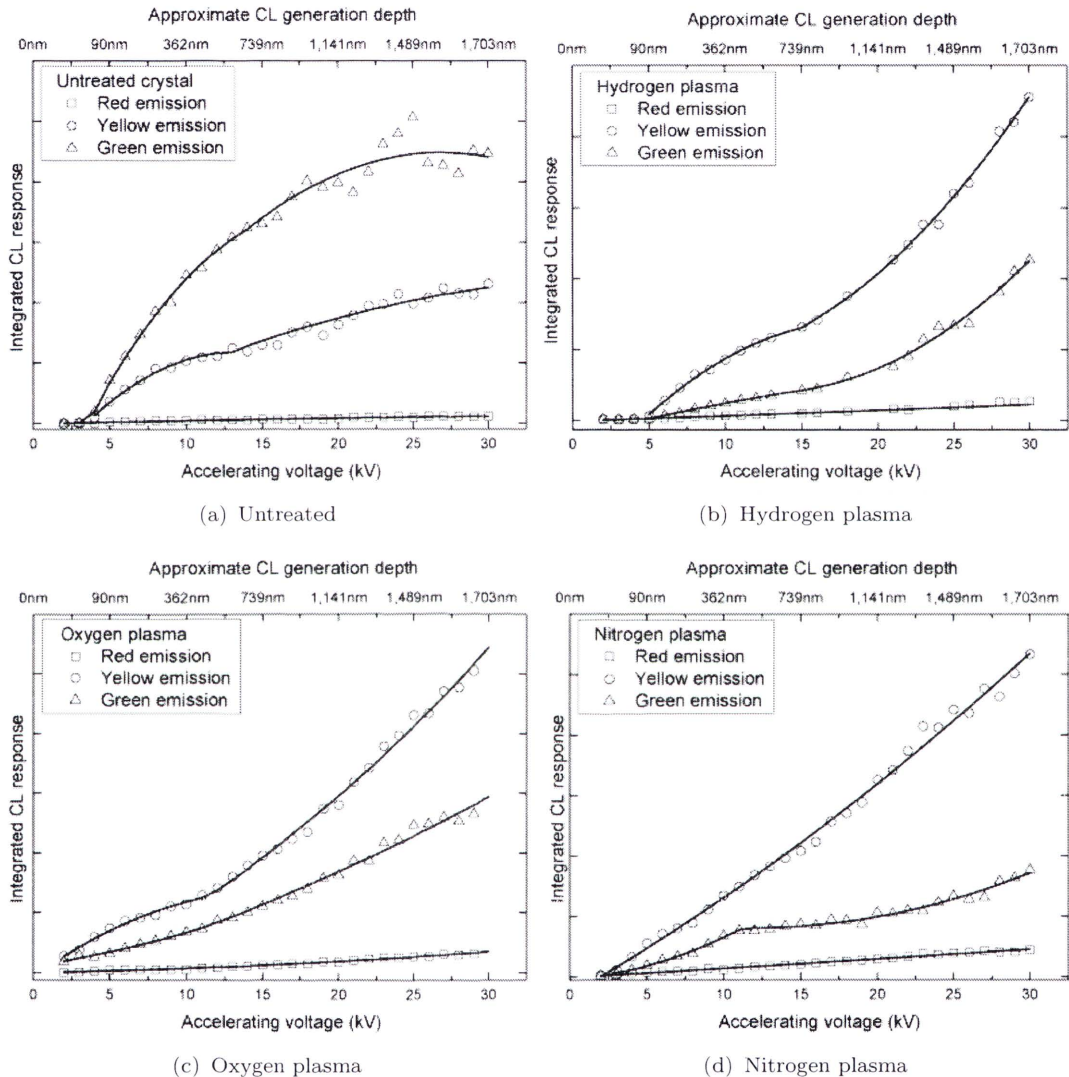 Approximate CL generation depth
0nm 90nm 362nm 739nm 1,141nm 1,489nm 1,703nm
Untreated crystal
Red emission
Yellow emission
Green emission
Integrated CL response
0 5 10 15 20 25 30
Accelerating voltage (kV)
(a) Untreated
Approximate CL generation depth
0nm 90nm 362nm 739nm 1,141nm 1,489nm 1,703nm
Hydrogen plasma
Red emission
Yellow emission
Green emission
Integrated CL response
0 5 10 15 20 25 30
Accelerating voltage (kV)
(b) Hydrogen plasma
Approximate CL generation depth
0nm 90nm 362nm 739nm 1,141nm 1,489nm 1,703nm
Oxygen plasma
Red emission
Yellow emission
Green emission
Integrated CL response
0 5 10 15 20 25 30
Accelerating voltage (kV)
(c) Oxygen plasma
Approximate CL generation depth
0nm 90nm 362nm 739nm 1,141nm 1,489nm 1,703nm
Nitrogen plasma
Red emission
Yellow emission
Green emission
Integrated CL response
0 5 10 15 20 25 30
Accelerating voltage (kV)
(d) Nitrogen plasma